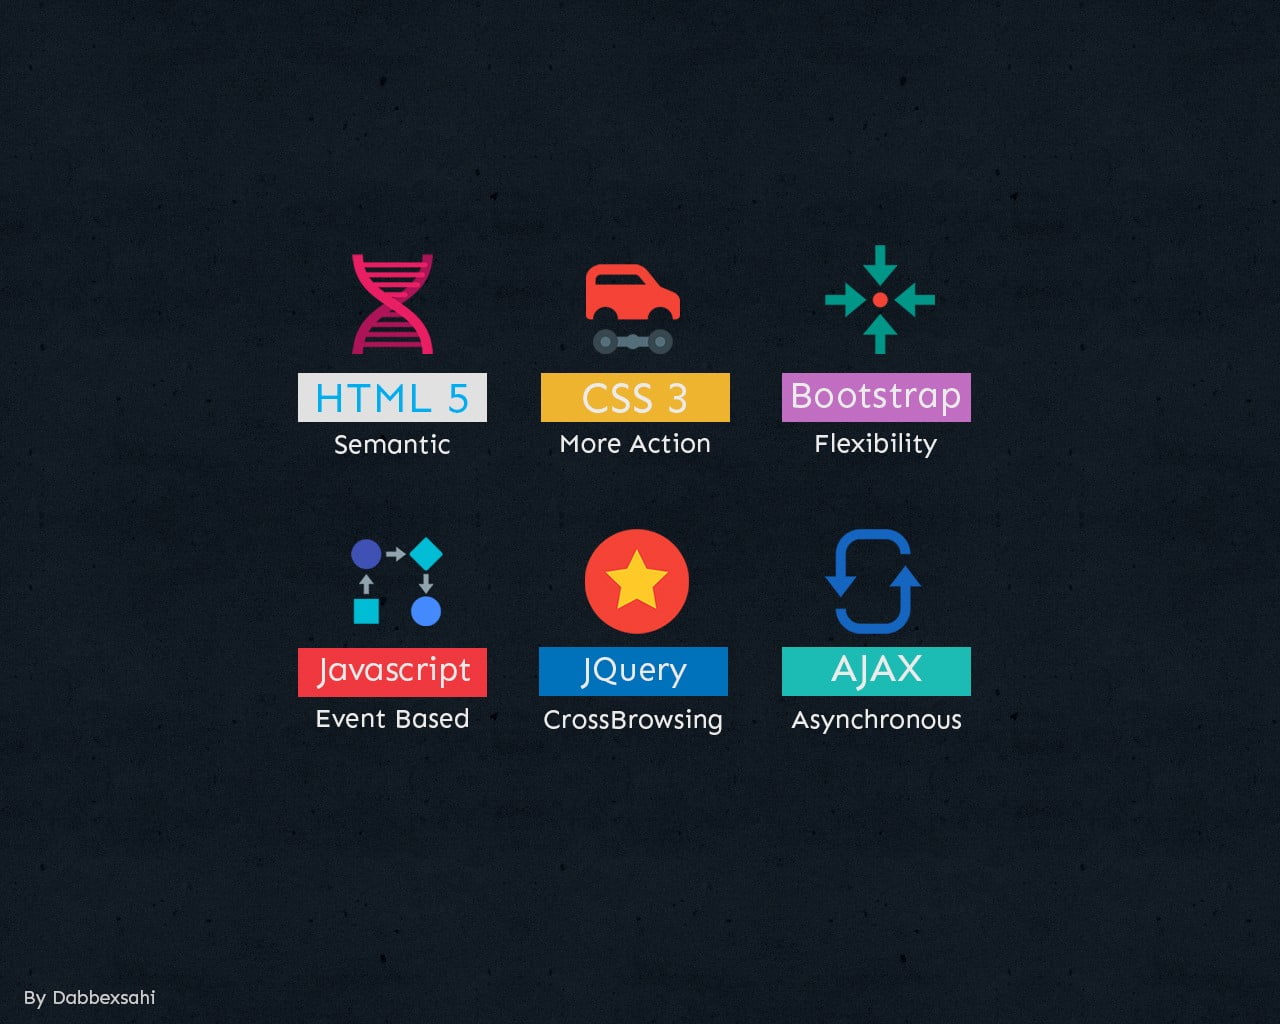 HTML 5
CSS 3
Bootstrap
Semantic
More Action
Flexibility
Javascript
JQuery
AJAX
Event Based
CrossBrowsing
Asynchronous
By Dabbexsahi